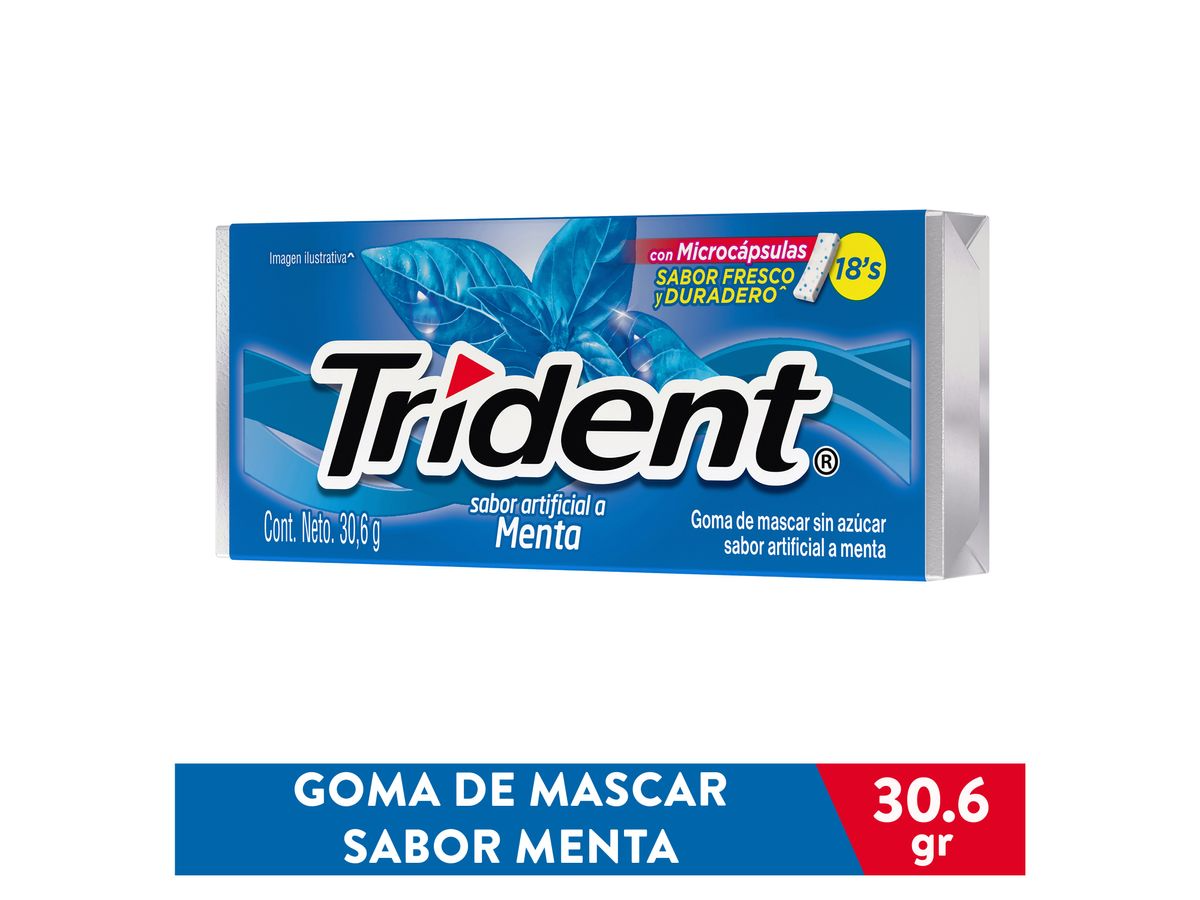 Imagen ilustrativa^
con Microcápsulas
SABOR FRESCO
y DURADERO^
18's
Trident®
sabor artificial a
Menta
Cont. Neto. 30,6 g
Goma de mascar sin azúcar
sabor artificial a menta
GOMA DE MASCAR
SABOR MENTA
30.6
gr